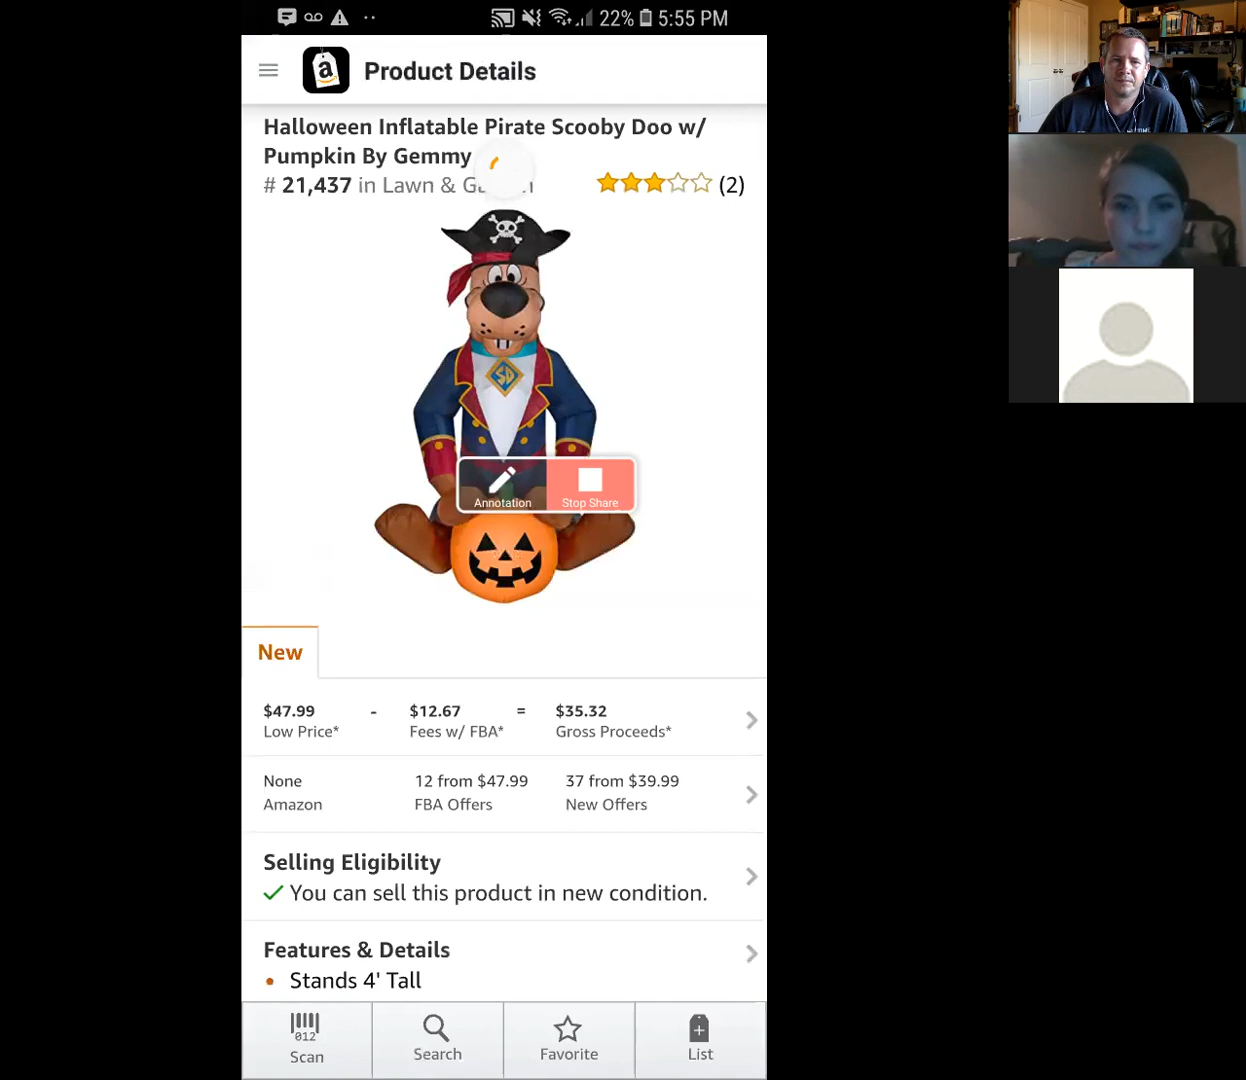 22% 5:55 PM
Product Details
Halloween Inflatable Pirate Scooby Doo w/
Pumpkin By Gemmy
# 21,437 in Lawn &
(2)
SD
Annotation
Stop Share
New
$47.99 - $12.67 = $35.32
Low Price* Fees w/ FBA* Gross Proceeds*
None 12 from $47.99 37 from $39.99
Amazon FBA Offers New Offers
Selling Eligibility
You can sell this product in new condition.
Features & Details
• Stands 4' Tall
012
Scan Search Favorite List